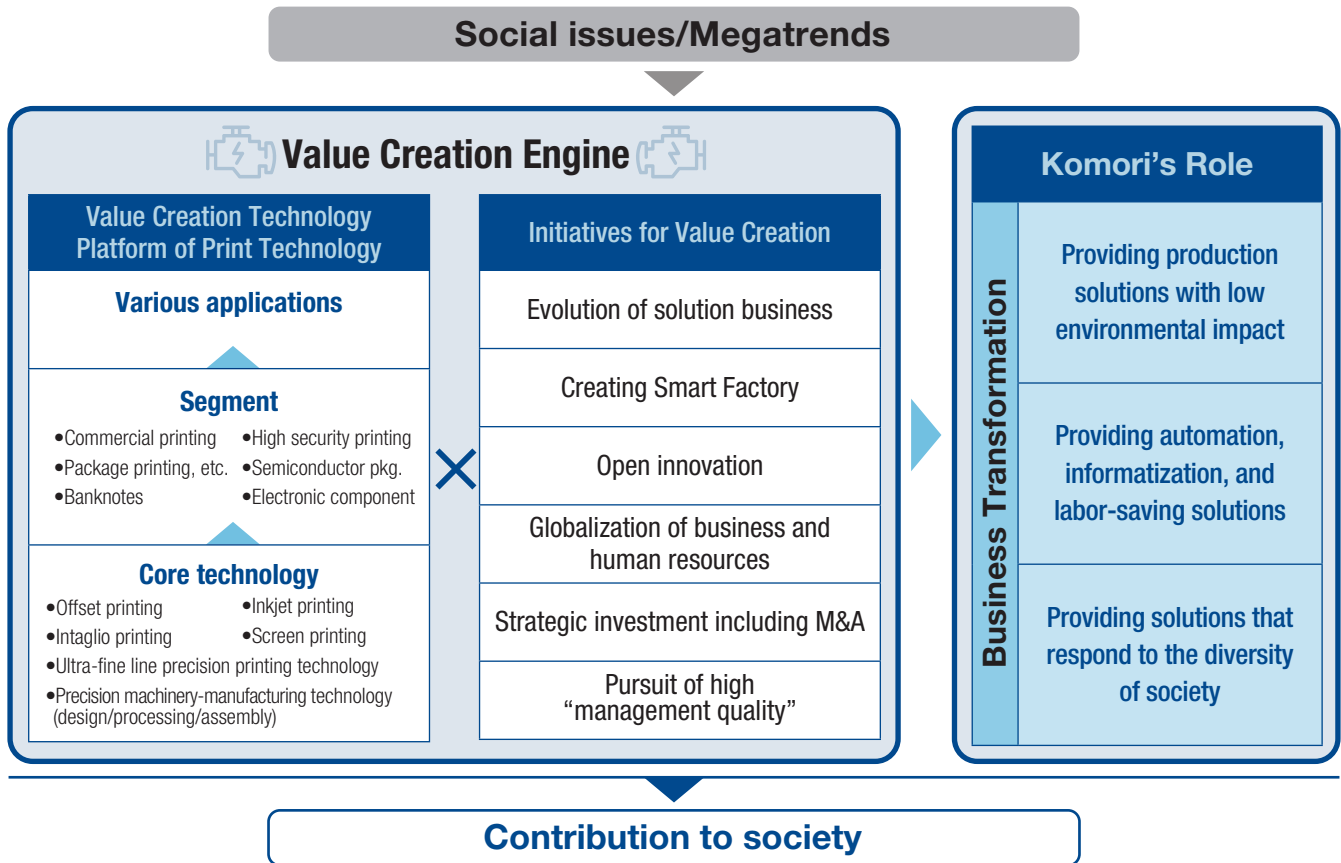 Social issues/Megatrends
Value Creation Engine
Value Creation Technology
Platform of Print Technology
Various applications
Segment
•Commercial printing
•High security printing
•Package printing, etc.
•Semiconductor pkg.
•Banknotes
•Electronic component
Core technology
•Offset printing
•Inkjet printing
•Intaglio printing
•Screen printing
•Ultra-fine line precision printing technology
•Precision machinery-manufacturing technology
(design/processing/assembly)
×
Initiatives for Value Creation
Evolution of solution business
Creating Smart Factory
Open innovation
Globalization of business and
human resources
Strategic investment including M&A
Pursuit of high
“management quality”
Komori’s Role
Business Transformation
Providing production
solutions with low
environmental impact
Providing automation,
informatization, and
labor-saving solutions
Providing solutions that
respond to the diversity
of society
Contribution to society